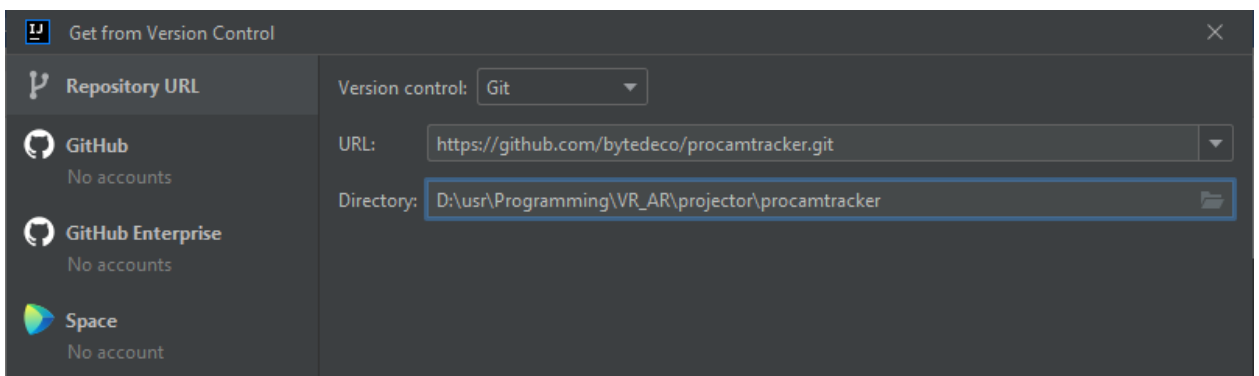 IJ Get from Version Control
Repository URL
Version control: Git
GitHub
No accounts
URL: https://github.com/bytedeco/procamtracker.git
Directory: D:\usr\Programming\VR_AR\projector\procamtracker
GitHub Enterprise
No accounts
Space
No account